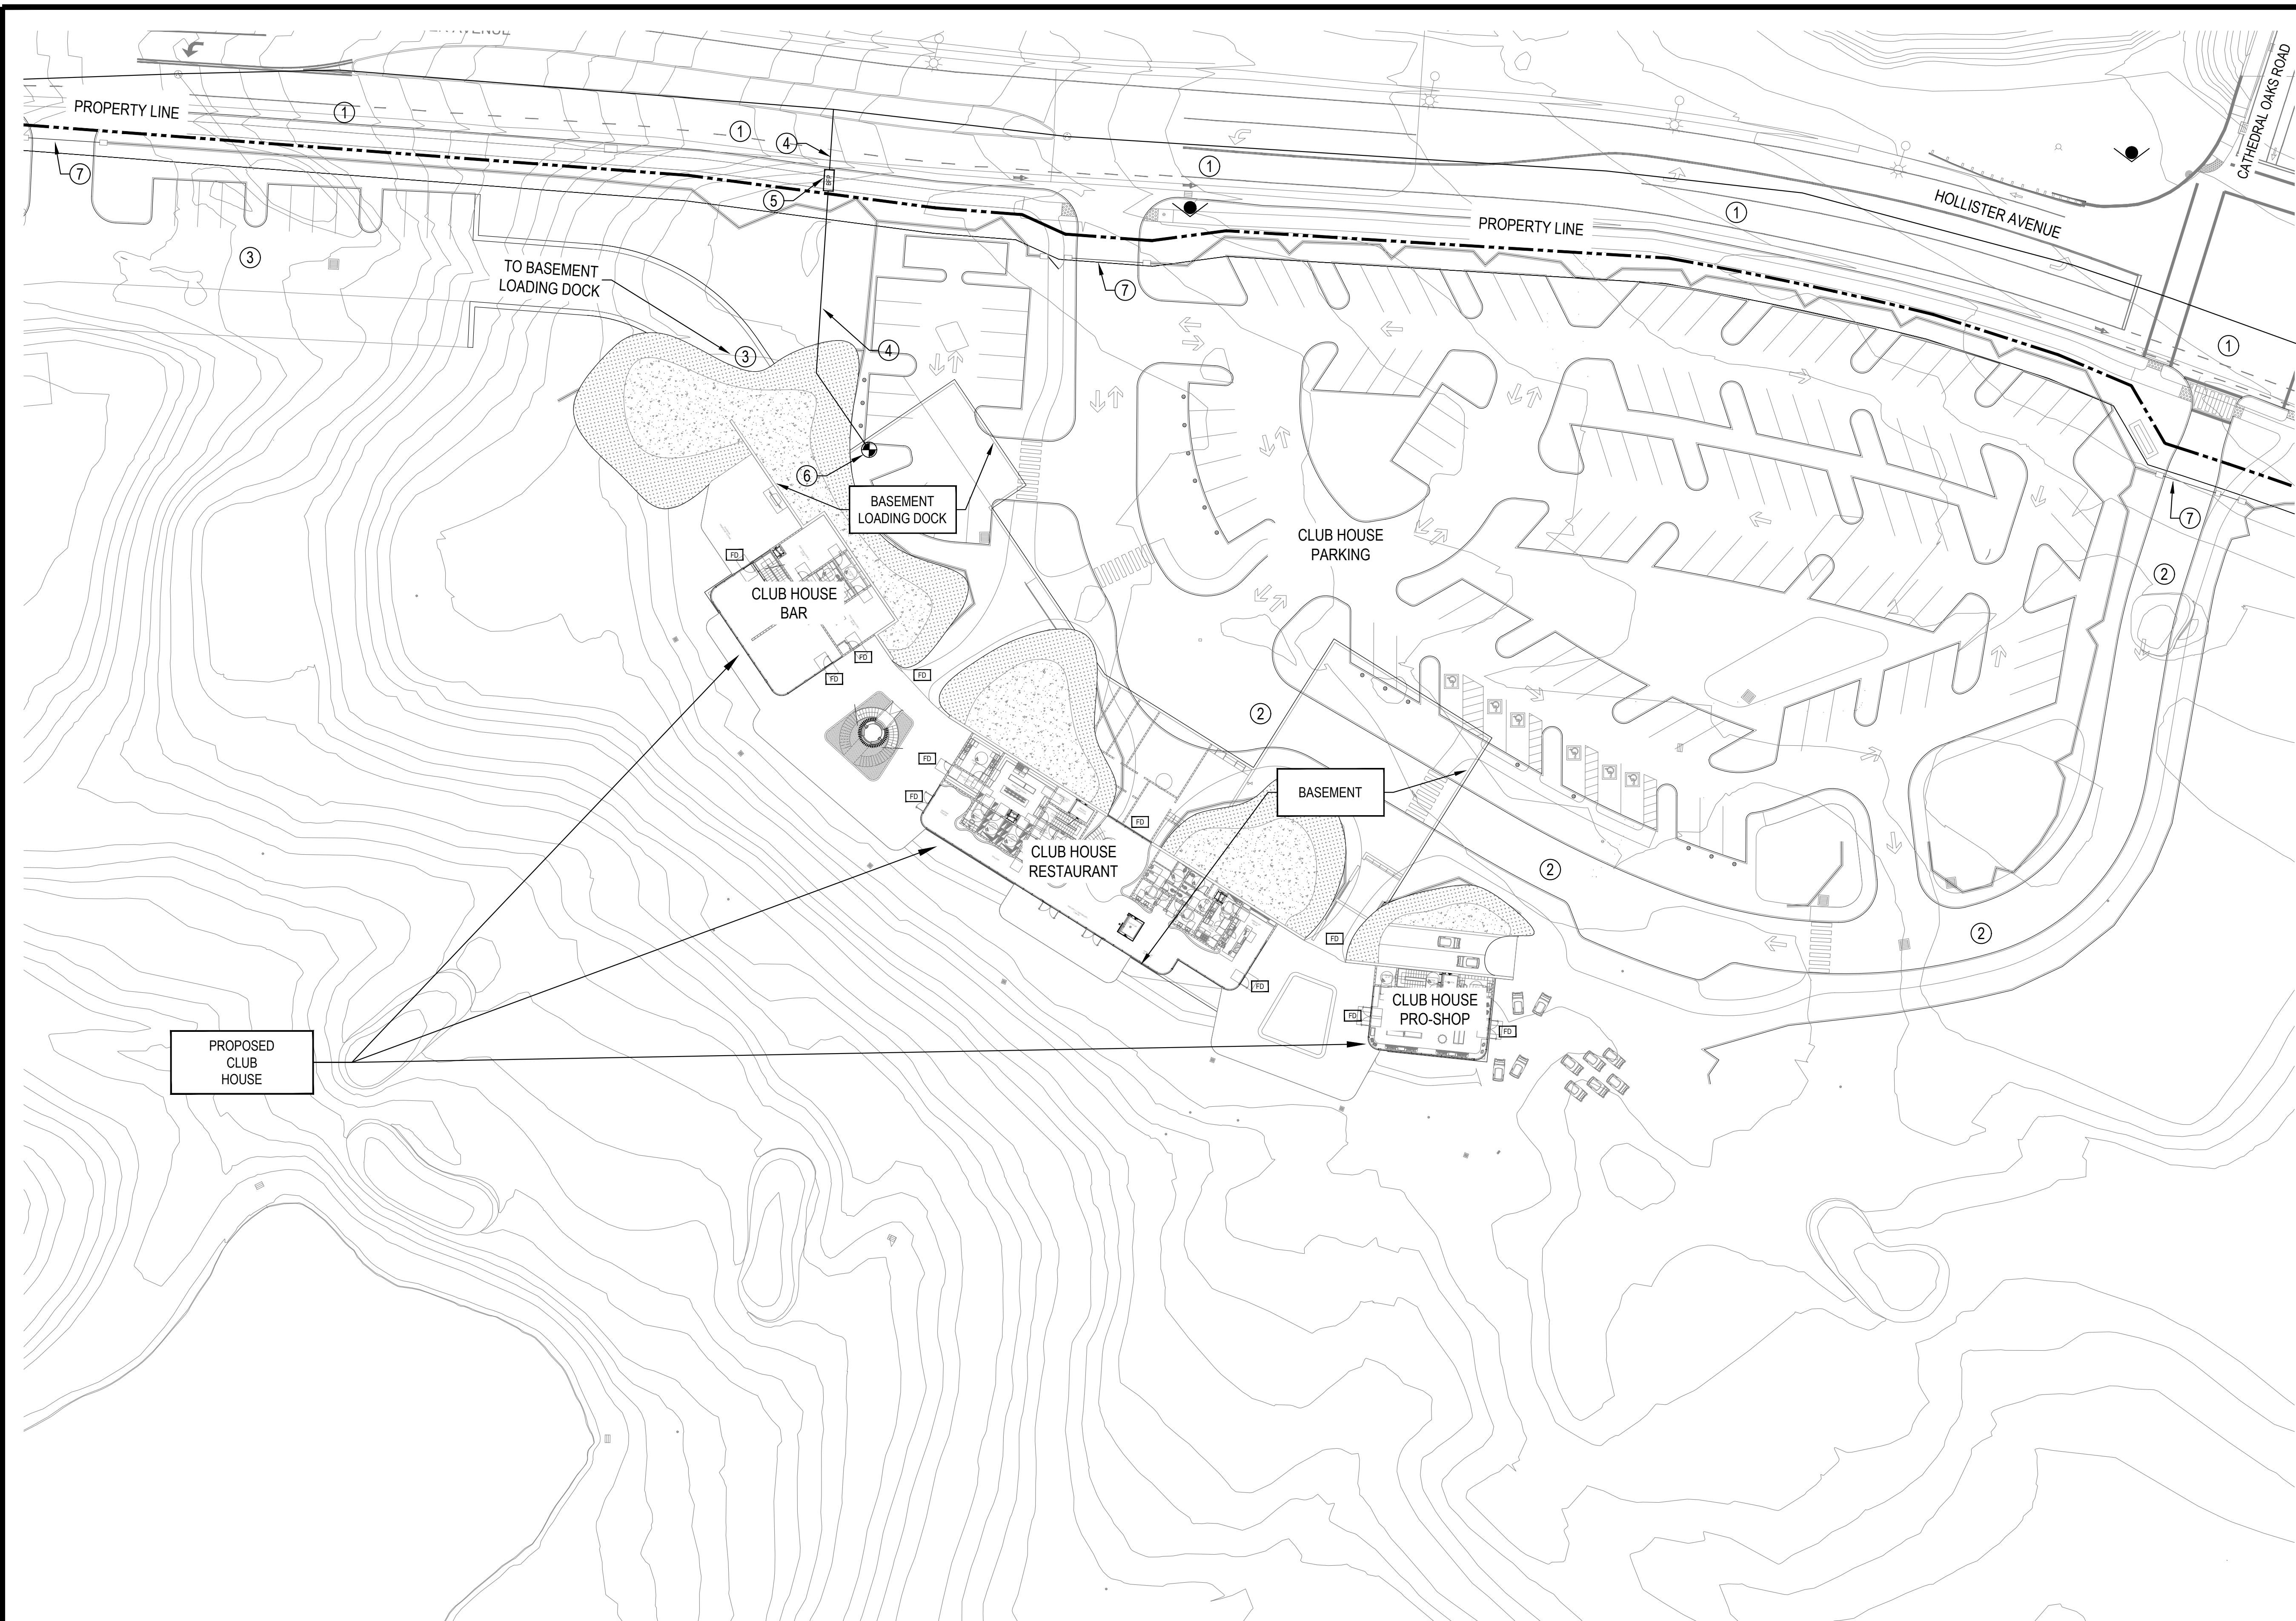 CATHEDRAL OAKS ROAD
PROPERTY LINE
1
1
4
1
HOLLISTER AVENUE
7
5
BFP
PROPERTY LINE
1
3
TO BASEMENT
LOADING DOCK
7
3
4
1
6
BASEMENT
LOADING DOCK
7
CLUB HOUSE
PARKING
FD
2
CLUB HOUSE
BAR
FD
FD
FD
2
FD
FD
BASEMENT
FD
CLUB HOUSE
RESTAURANT
2
FD
2
FD
CLUB HOUSE
PRO-SHOP
FD
FD
PROPOSED
CLUB
HOUSE